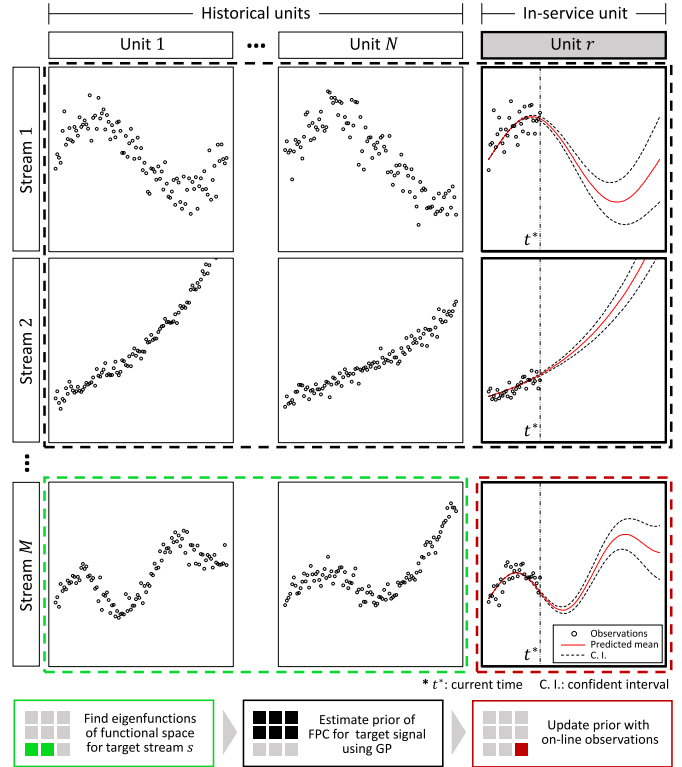 Historical units
In-service unit
Unit 1
•••
Unit N
Unit r
Stream 1
t*
Stream 2
t*
•••
Stream M
t*
Observations
Predicted mean
C. I.
* t*: current time C. I.: confident interval
Find eigenfunctions
of functional space
for target stream s
Estimate prior of
FPC for target signal
using GP
Update prior with
on-line observations